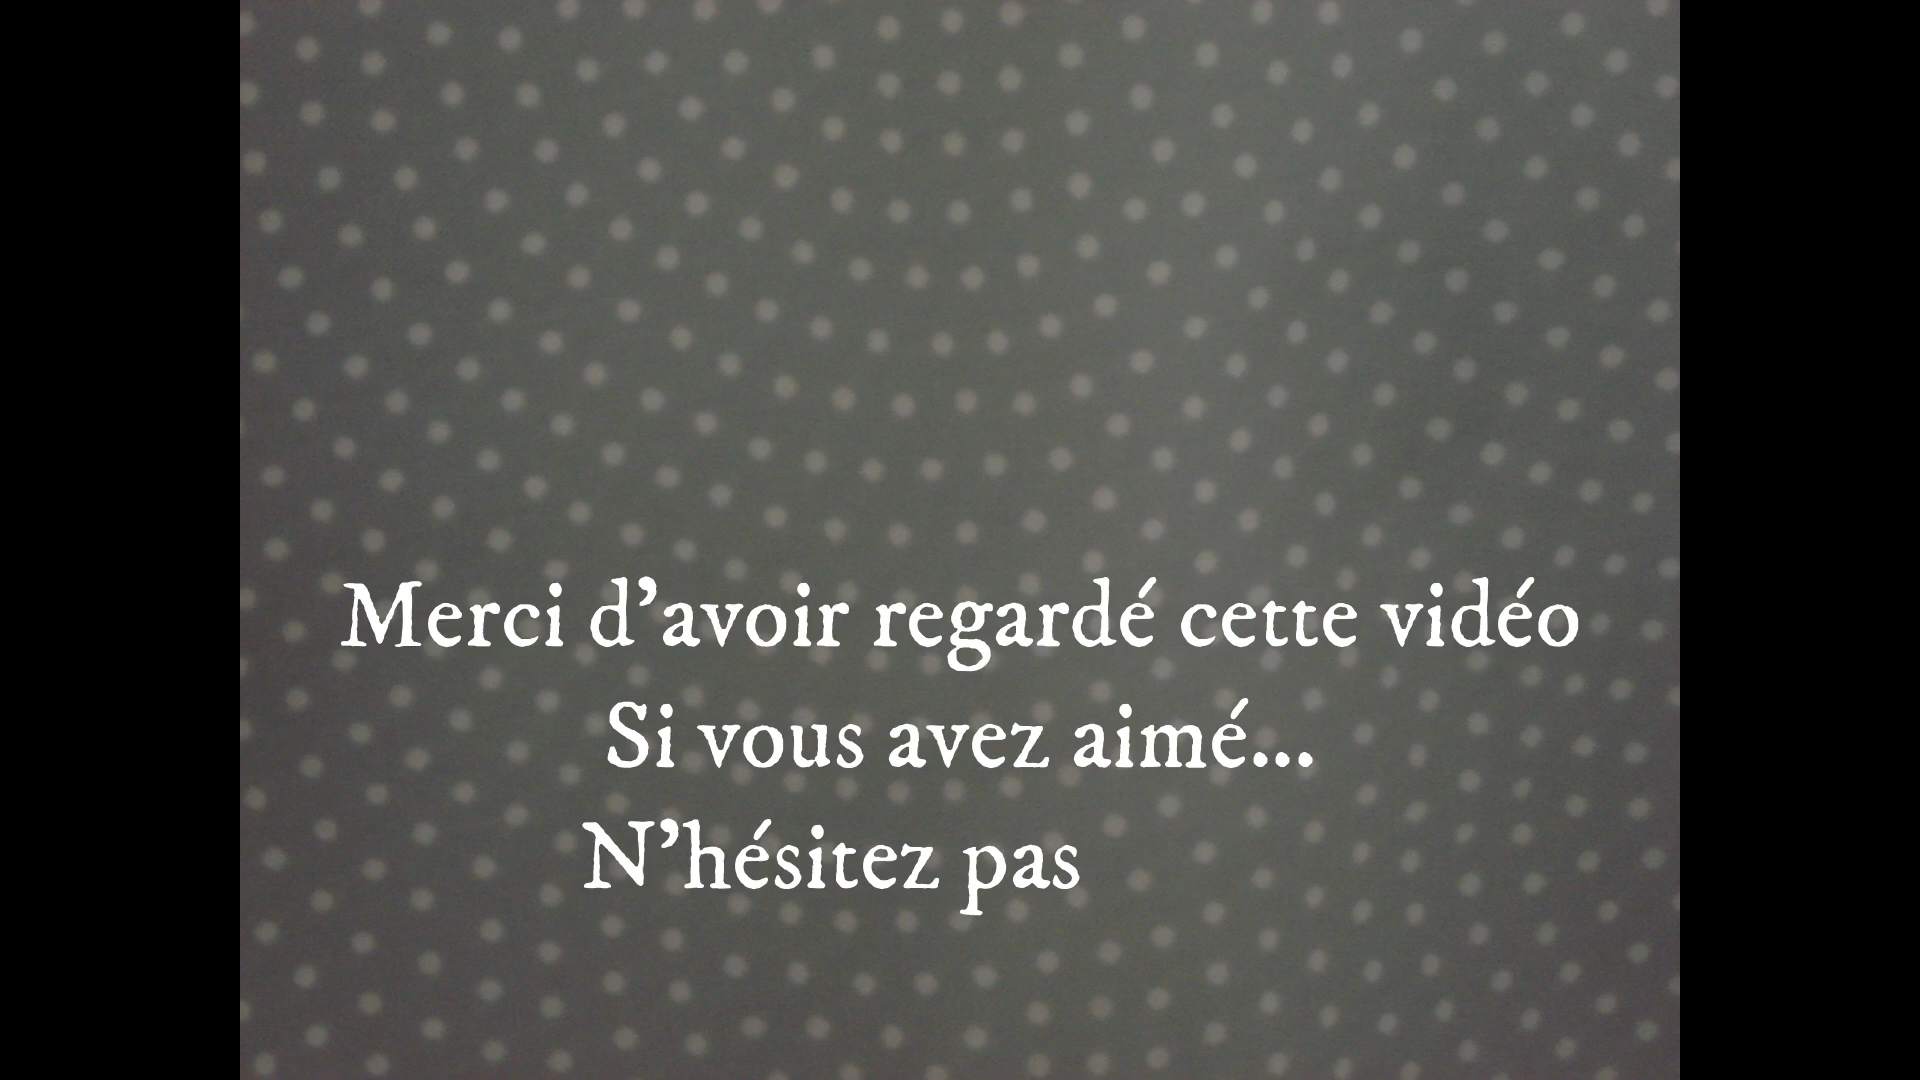 Merci d’avoir regardé cette vidéo
Si vous avez aimé...
N’hésitez pas